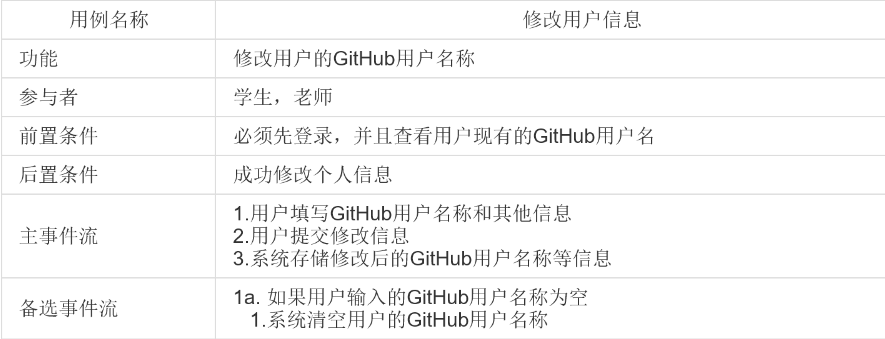 用例名称 修改用户信息
功能 修改用户的GitHub用户名称
参与者 学生，老师
前置条件 必须先登录，并且查看用户现有的GitHub用户名
后置条件 成功修改个人信息
主事件流
1.用户填写GitHub用户名称和其他信息
2.用户提交修改信息
3.系统存储修改后的GitHub用户名称等信息
备选事件流
1a. 如果用户输入的GitHub用户名称为空
1.系统清空用户的GitHub用户名称